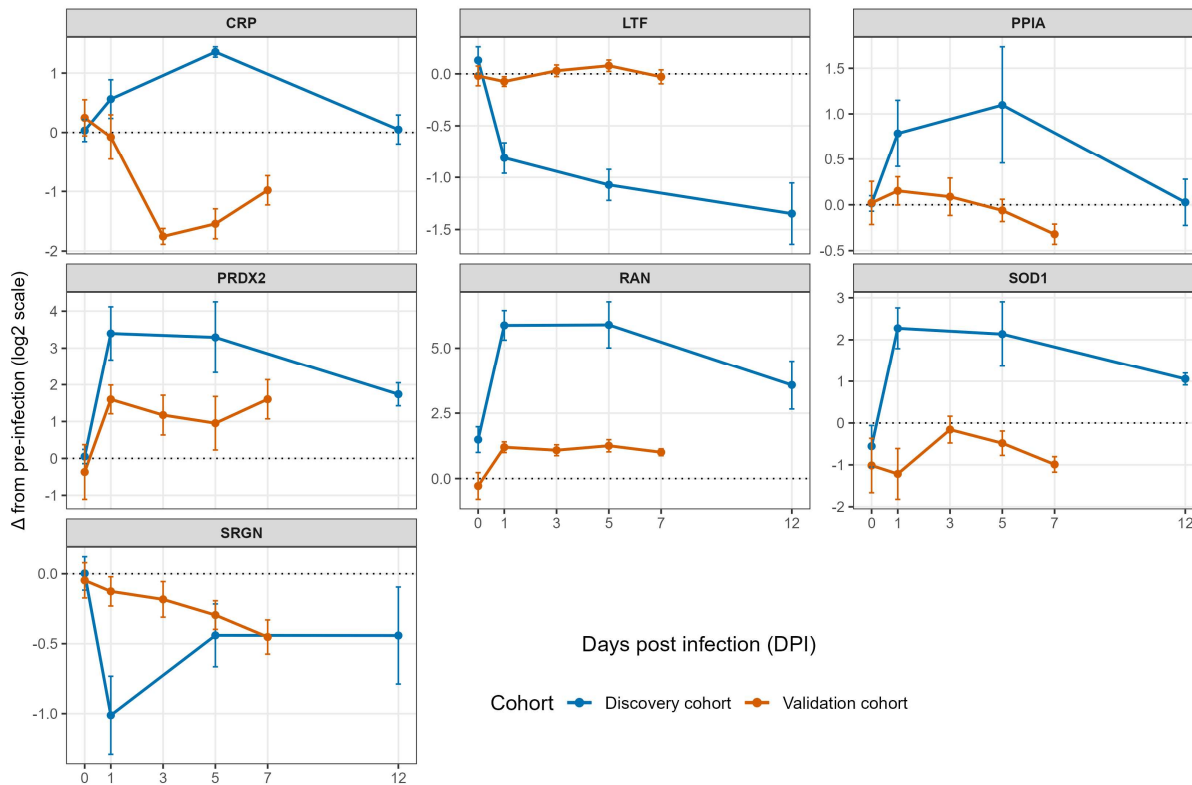 CRP
LTF
PPIA
1
0
-1
-2
0.0
-0.5
-1.0
-1.5
1.5
1.0
0.5
0.0
-0.5
PRDX2
RAN
SOD1
4
3
2
1
0
-1
5.0
2.5
0.0
3
2
1
0
-1
-2
0 1 3 5 7 12
0 1 3 5 7 12
SRGN
0.0
-0.5
-1.0
0 1 3 5 7 12
Δ from pre-infection (log2 scale)
Days post infection (DPI)
Cohort Discovery cohort Validation cohort